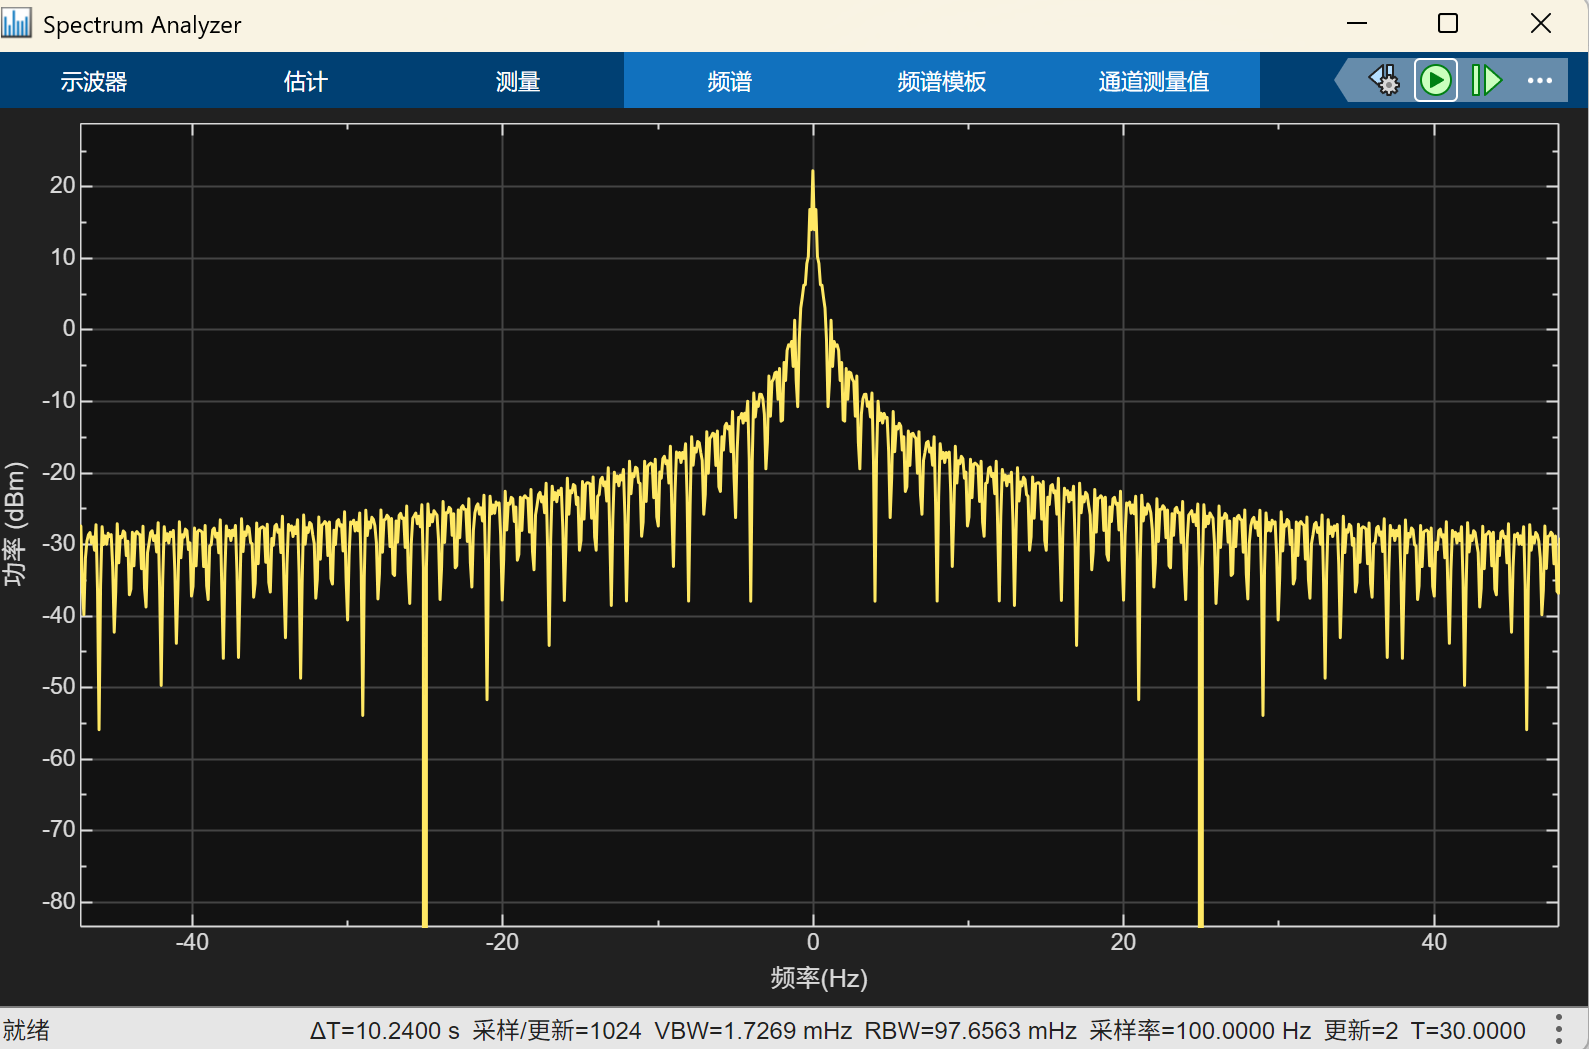 Spectrum Analyzer
示波器 估计 测量 频谱 频谱模板 通道测量值
20
10
0
-10
-20
-30
-40
-50
-60
-70
-80
功率 (dBm)
-40 -20 0 20 40
频率(Hz)
就绪 ΔT=10.2400 s 采样/更新=1024 VBW=1.7269 mHz RBW=97.6563 mHz 采样率=100.0000 Hz 更新=2 T=30.0000